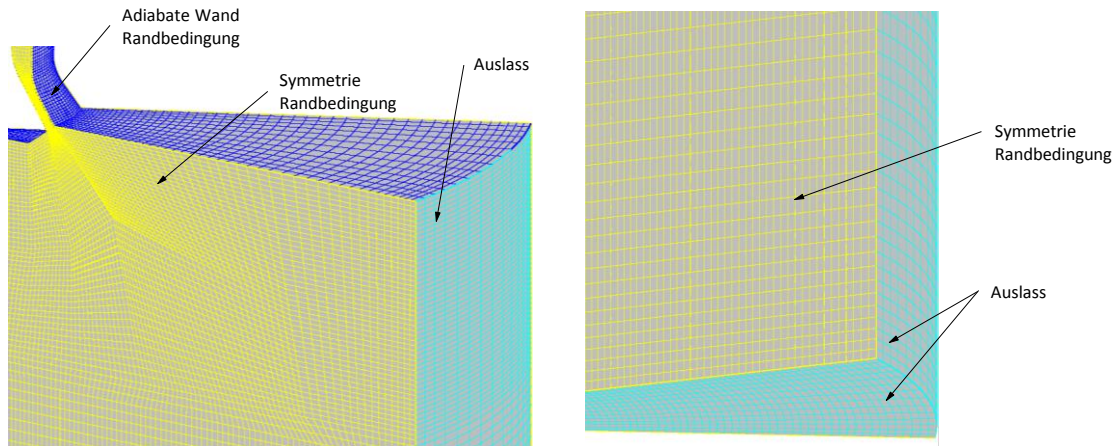 Adiabate Wand
Randbedingung
Symmetrie
Randbedingung
Auslass
Symmetrie
Randbedingung
Auslass